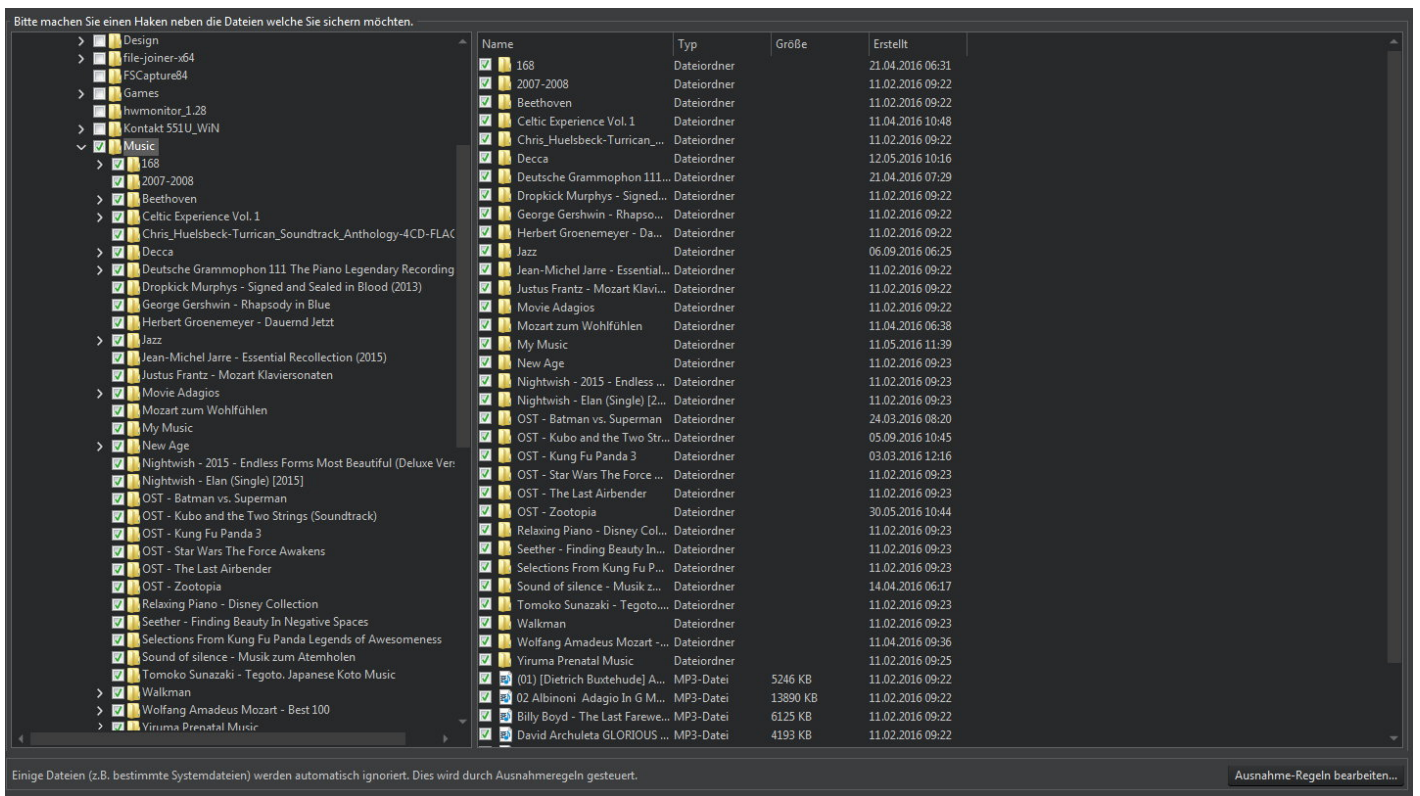 Bitte machen Sie einen Haken neben die Dateien welche Sie sichern möchten.
Design
file-joiner-x64
FSCapture84
Games
hwmonitor_1.28
Kontakt 551U_WiN
Music
168
2007-2008
Beethoven
Celtic Experience Vol. 1
Chris_Huelsbeck-Turrican_Soundtrack_Anthology-4CD-FLAC
Decca
Deutsche Grammophon 111 The Piano Legendary Recording
Dropkick Murphys - Signed and Sealed in Blood (2013)
George Gershwin - Rhapsody in Blue
Herbert Groenemeyer - Dauernd Jetzt
Jazz
Jean-Michel Jarre - Essential Recollection (2015)
Justus Frantz - Mozart Klaviersonaten
Movie Adagios
Mozart zum Wohlfühlen
My Music
New Age
Nightwish - 2015 - Endless Forms Most Beautiful (Deluxe Ver:
Nightwish - Elan (Single) [2015]
OST - Batman vs. Superman
OST - Kubo and the Two Strings (Soundtrack)
OST - Kung Fu Panda 3
OST - Star Wars The Force Awakens
OST - The Last Airbender
OST - Zootopia
Relaxing Piano - Disney Collection
Seether - Finding Beauty In Negative Spaces
Selections From Kung Fu Panda Legends of Awesomeness
Sound of silence - Musik zum Atemholen
Tomoko Sunazaki - Tegoto. Japanese Koto Music
Walkman
Wolfang Amadeus Mozart - Best 100
Yiruma Prenatal Music
Name Typ Größe Erstellt
168 Dateiordner 21.04.2016 06:31
2007-2008 Dateiordner 11.02.2016 09:22
Beethoven Dateiordner 11.02.2016 09:22
Celtic Experience Vol. 1 Dateiordner 11.04.2016 10:48
Chris_Huelsbeck-Turrican_... Dateiordner 11.02.2016 09:22
Decca Dateiordner 12.05.2016 10:16
Deutsche Grammophon 111... Dateiordner 21.04.2016 07:29
Dropkick Murphys - Signed... Dateiordner 11.02.2016 09:22
George Gershwin - Rhapso... Dateiordner 11.02.2016 09:22
Herbert Groenemeyer - Da... Dateiordner 11.02.2016 09:22
Jazz Dateiordner 06.09.2016 06:25
Jean-Michel Jarre - Essential... Dateiordner 11.02.2016 09:22
Justus Frantz - Mozart Klavi... Dateiordner 11.02.2016 09:22
Movie Adagios Dateiordner 11.02.2016 09:22
Mozart zum Wohlfühlen Dateiordner 11.04.2016 06:38
My Music Dateiordner 11.05.2016 11:39
New Age Dateiordner 11.02.2016 09:23
Nightwish - 2015 - Endless ... Dateiordner 11.02.2016 09:23
Nightwish - Elan (Single) [2... Dateiordner 11.02.2016 09:23
OST - Batman vs. Superman Dateiordner 24.03.2016 08:20
OST - Kubo and the Two Str... Dateiordner 05.09.2016 10:45
OST - Kung Fu Panda 3 Dateiordner 03.03.2016 12:16
OST - Star Wars The Force ... Dateiordner 11.02.2016 09:23
OST - The Last Airbender Dateiordner 11.02.2016 09:23
OST - Zootopia Dateiordner 30.05.2016 10:44
Relaxing Piano - Disney Col... Dateiordner 11.02.2016 09:23
Seether - Finding Beauty In... Dateiordner 11.02.2016 09:23
Selections From Kung Fu P... Dateiordner 11.02.2016 09:23
Sound of silence - Musik z... Dateiordner 14.04.2016 06:17
Tomoko Sunazaki - Tegoto.... Dateiordner 11.02.2016 09:23
Walkman Dateiordner 11.02.2016 09:23
Wolfang Amadeus Mozart -... Dateiordner 11.04.2016 09:36
Yiruma Prenatal Music Dateiordner 11.02.2016 09:25
(01) [Dietrich Buxtehude] A... MP3-Datei 5246 KB 11.02.2016 09:22
02 Albinoni Adagio In G M... MP3-Datei 13890 KB 11.02.2016 09:22
Billy Boyd - The Last Farewe... MP3-Datei 6125 KB 11.02.2016 09:22
David Archuleta GLORIOUS ... MP3-Datei 4193 KB 11.02.2016 09:22
Einige Dateien (z.B. bestimmte Systemdateien) werden automatisch ignoriert. Dies wird durch Ausnahmeregeln gesteuert.
Ausnahme-Regeln bearbeiten...